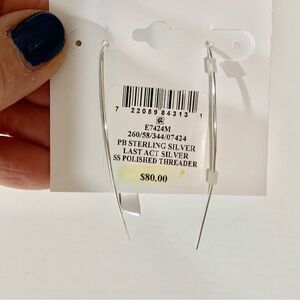 7 22089 84313 1
E7424M
260/58/344/07424
PB STERLING SILVER
LAST ACT SILVER
SS POLISHED THREADER
$80.00